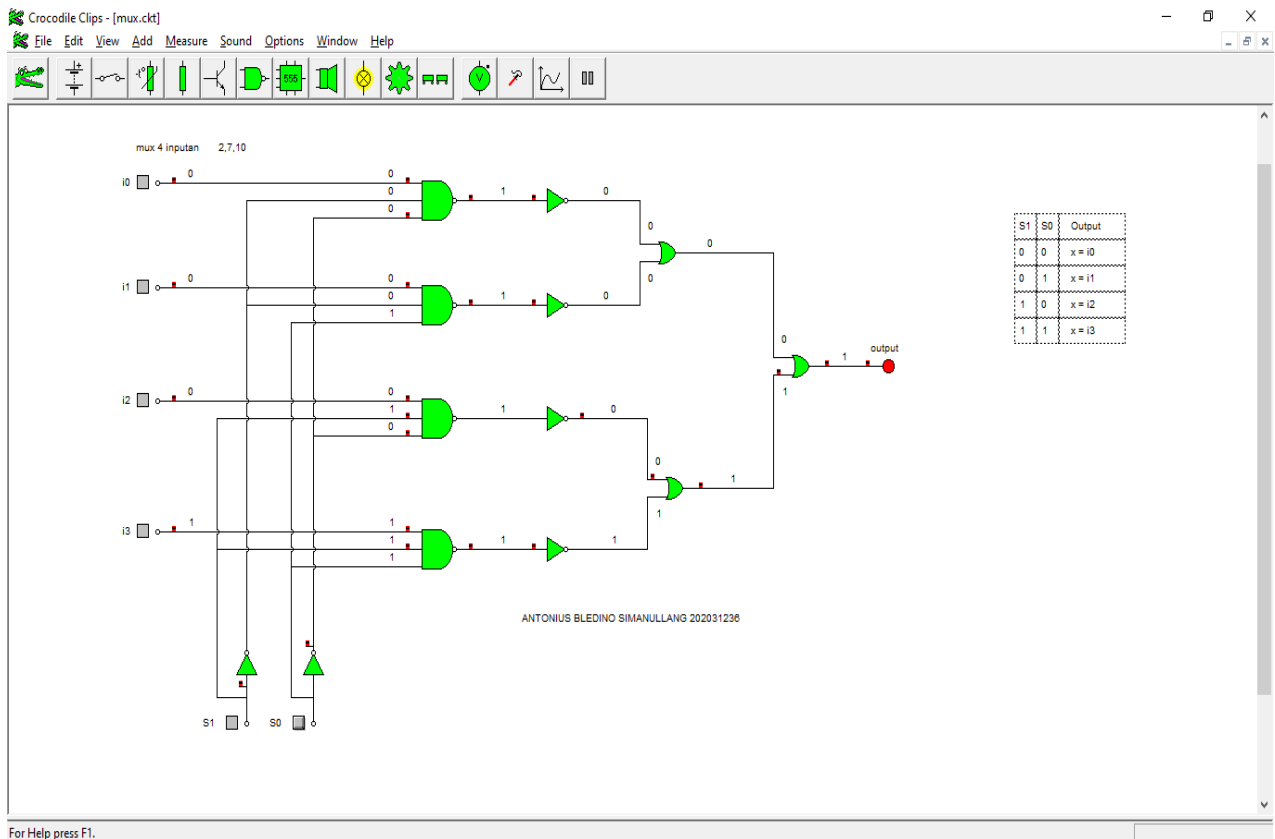 Crocodile Clips - [mux.ckt]
File Edit View Add Measure Sound Options Window Help
555 V
mux 4 inputan 2,7,10
i0 0 0 0 0 1 0 0 0
i1 0 0 0 1 1 0 0
i2 0 0 1 0 1 0 0
i3 1 1 1 1 1 1 1 1
0 1 1 output
S1 S0 Output
0 0 x = i0
0 1 x = i1
1 0 x = i2
1 1 x = i3
ANTONIUS BLEDINO SIMANULLANG 202031236
S1 S0
For Help press F1.